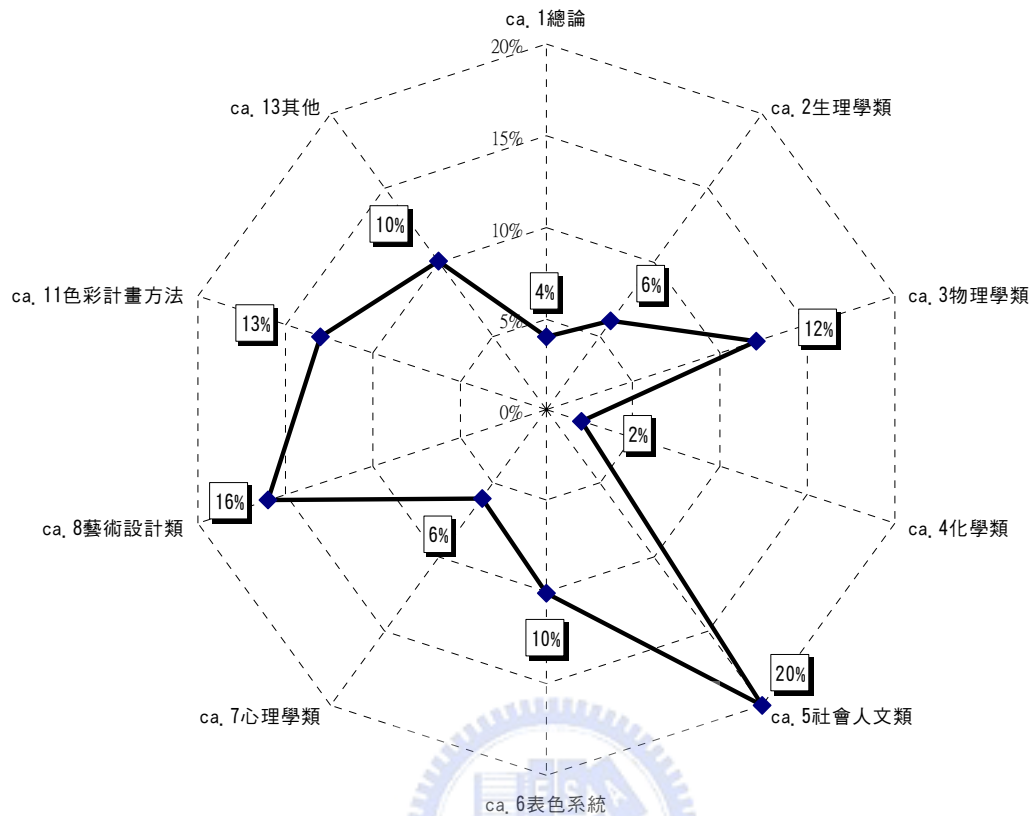 ca. 1總論
20%
ca. 13其他
ca. 2生理學類
15%
10%
10%
6%
4%
ca. 11色彩計畫方法
ca. 3物理學類
13%
5%
12%
0%
2%
16%
ca. 8藝術設計類
6%
ca. 4化學類
10%
20%
ca. 7心理學類
ca. 5社會人文類
ca. 6表色系統